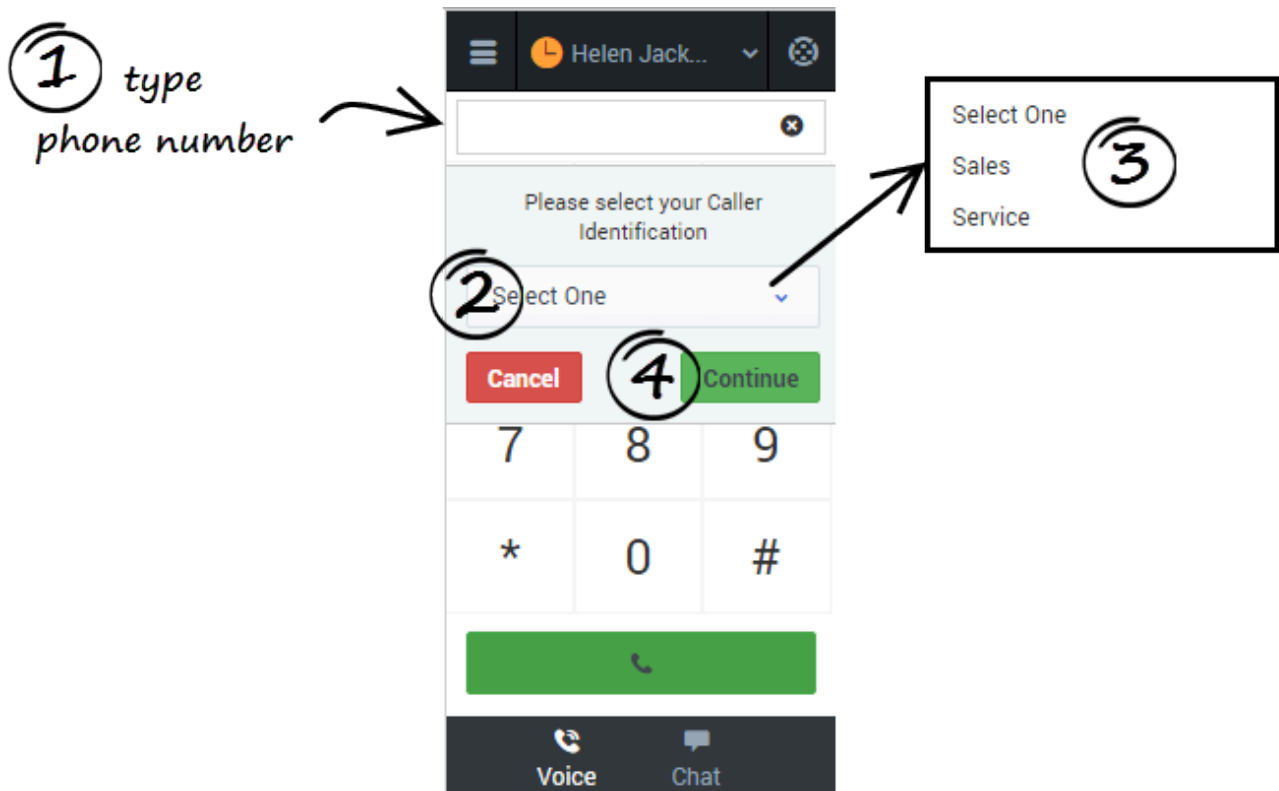 Helen Jack...
1 type
phone number
Please select your Caller
Identification
2 Select One
Select One
Sales
Service
3
Cancel
4
Continue
7 8 9
* 0 #
Voice Chat